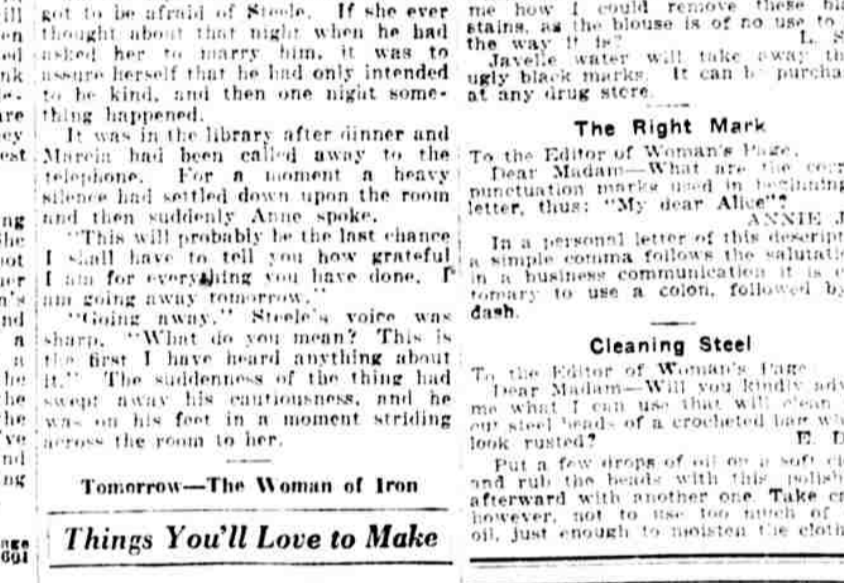 got to be afraid of Steele. If she ever
thought about that night when he had
asked her to marry him, it was to
assure herself that he had only intended
to be kind, and then one night some-
thing happened.
It was in the library after dinner and
Marcia had been called away to the
telephone. For a moment a heavy
silence had settled down upon the room
and then suddenly Anne spoke.
"This will probably be the last chance
I shall have to tell you how grateful
I am for everything you have done. I
am going away tomorrow."
"Going away." Steele's voice was
sharp. "What do you mean? This is
the first I have heard anything about
it." The suddenness of the thing had
swept away his cautiousness, and he
was on his feet in a moment striding
across the room to her.
Tomorrow—The Woman of Iron
Things You'll Love to Make
me how I could remove these
stains, as the blouse is of no use to
the way it is?
Javelle water will take away
ugly black marks. It can be
at any drug store.
The Right Mark
To the Editor of Woman's Page.
Dear Madam—What are the
punctuation marks used in beginning
letter, thus: "My dear Alice"?
ANNIE J
In a personal letter of this
a simple comma follows the
in a business communication it is
to use a colon, followed by
dash.
Cleaning Steel
To the Editor of Woman's Page
Dear Madam—Will you kindly
me what I can use that will clean
cut steel beads of a crocheted bag
look rusted?
Put a few drops of oil on a soft
and rub the beads with this
afterward with another one. Take
however, not to use too much of
oil, just enough to moisten the cloth